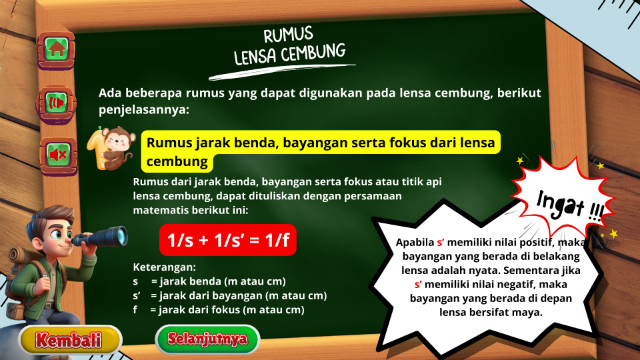 RUMUS
LENSA CEMBUNG
Ada beberapa rumus yang dapat digunakan pada lensa cembung, berikut
penjelasannya:
1
Rumus jarak benda, bayangan serta fokus dari lensa
cembung
Rumus dari jarak benda, bayangan serta fokus atau titik api
lensa cembung, dapat dituliskan dengan persamaan
matematis berikut ini:
1/s + 1/s’ = 1/f
Keterangan:
s = jarak benda (m atau cm)
s’ = jarak dari bayangan (m atau cm)
f = jarak dari fokus (m atau cm)
Ingat !!!
Apabila s’ memiliki nilai positif, maka
bayangan yang berada di belakang
lensa adalah nyata. Sementara jika
s’ memiliki nilai negatif, maka
bayangan yang berada di depan
lensa bersifat maya.
Kembali
Selanjutnya